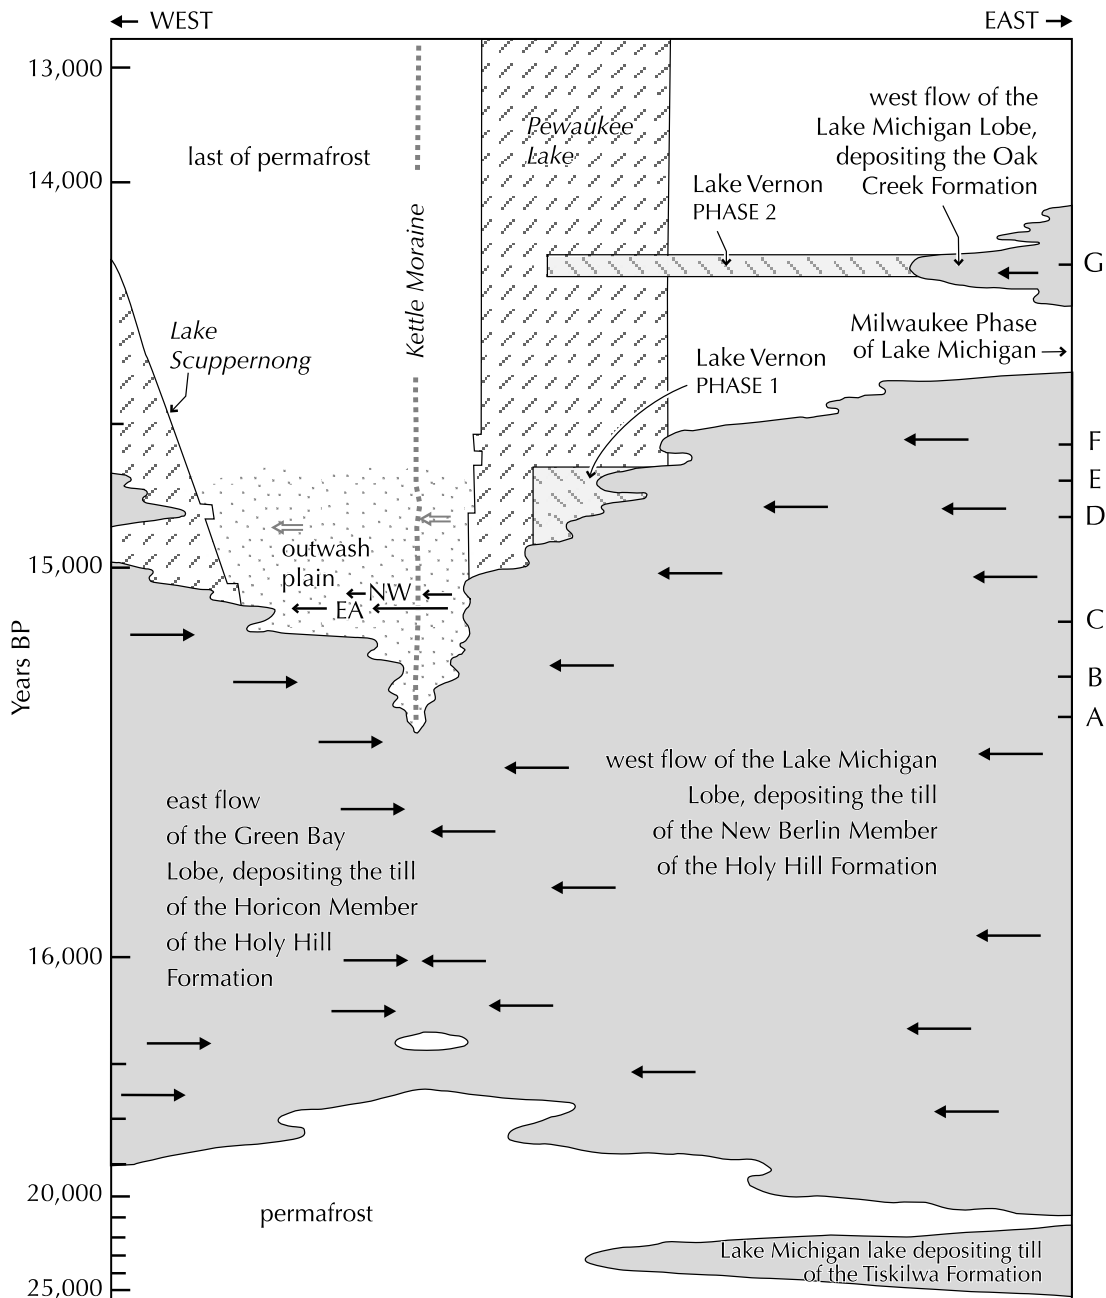 WEST
EAST
13,000
14,000
15,000
16,000
20,000
25,000
Years BP
last of permafrost
Kettle Moraine
Pewaukee
Lake
west flow of the
Lake Michigan Lobe,
depositing the Oak
Creek Formation
Lake Vernon
PHASE 2
G
Milwaukee Phase
of Lake Michigan
Lake
Scuppernong
Lake Vernon
PHASE 1
F
E
D
C
B
A
outwash
plain
NW
EA
west flow of the Lake Michigan
Lobe, depositing the till
of the New Berlin Member
of the Holy Hill Formation
east flow
of the Green Bay
Lobe, depositing the till
of the Horicon Member
of the Holy Hill
Formation
permafrost
Lake Michigan lake depositing till
of the Tiskilwa Formation